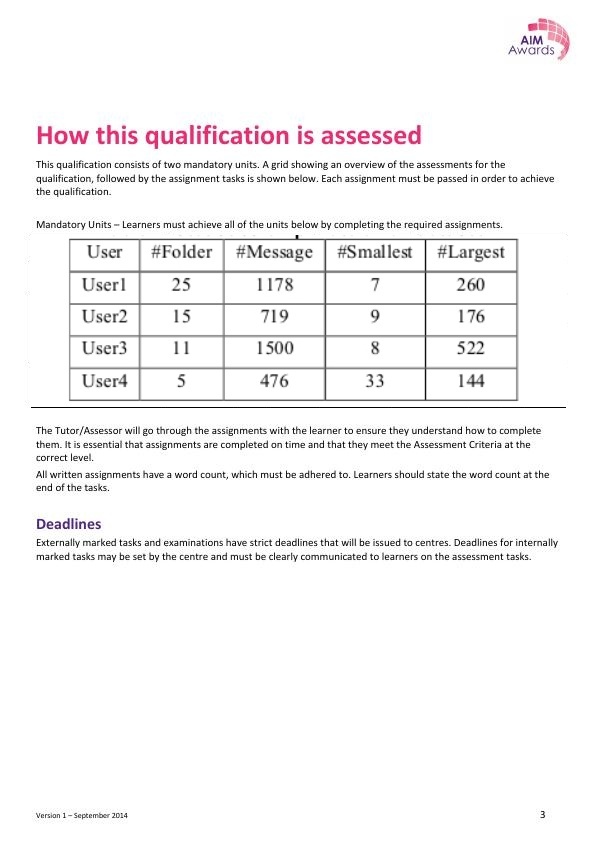 AIM
Awards
How this qualification is assessed
This qualification consists of two mandatory units. A grid showing an overview of the assessments for the
qualification, followed by the assignment tasks is shown below. Each assignment must be passed in order to achieve
the qualification.
Mandatory Units – Learners must achieve all of the units below by completing the required assignments.
User #Folder #Message #Smallest #Largest
User1 25 1178 7 260
User2 15 719 9 176
User3 11 1500 8 522
User4 5 476 33 144
The Tutor/Assessor will go through the assignments with the learner to ensure they understand how to complete
them. It is essential that assignments are completed on time and that they meet the Assessment Criteria at the
correct level.
All written assignments have a word count, which must be adhered to. Learners should state the word count at the
end of the tasks.
Deadlines
Externally marked tasks and examinations have strict deadlines that will be issued to centres. Deadlines for internally
marked tasks may be set by the centre and must be clearly communicated to learners on the assessment tasks.
Version 1 – September 2014 3